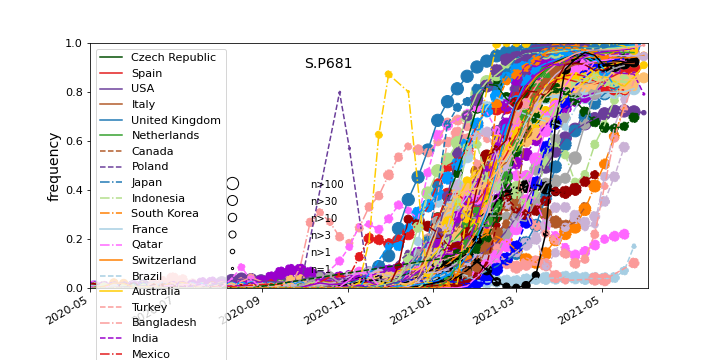 1.0
0.8
0.6
0.4
0.2
0.0
frequency
S.P681
Czech Republic
Spain
USA
Italy
United Kingdom
Netherlands
Canada
Poland
Japan
Indonesia
South Korea
France
Qatar
Switzerland
Brazil
Australia
Turkey
Bangladesh
India
Mexico
n>100
n>30
n>10
n>3
n>1
n=1
2020-05
2020-09
2020-11
2021-01
2021-03
2021-05